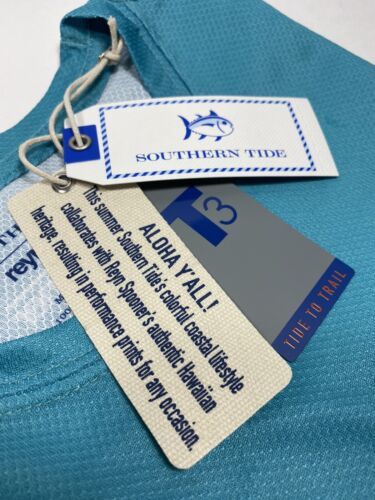 SOUTHERN TIDE
T3
TIDE TO TRAIL
ALOHA Y'ALL!
This summer Southern Tide's colorful coastal lifestyle
collaborates with Reyn Spooner's authentic Hawaiian
heritage, resulting in performance
prints for any occasion.